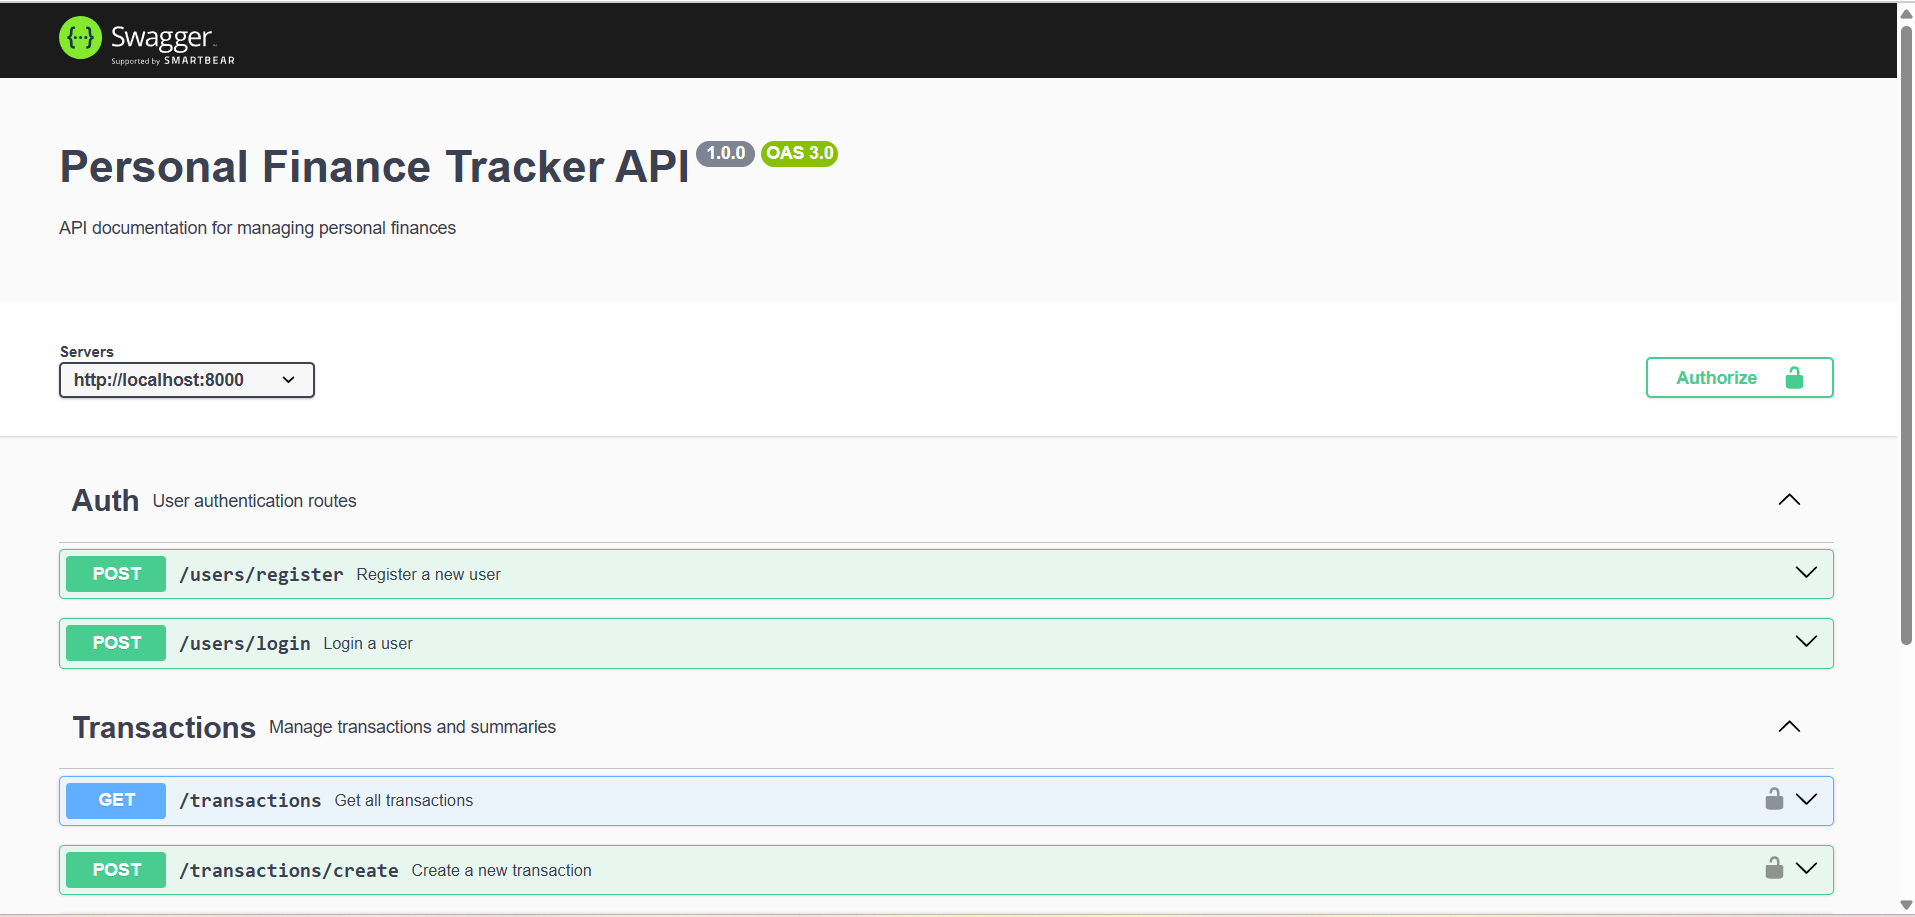 {···} Swagger
Supported by SMARTBEAR
Personal Finance Tracker API 1.0.0 OAS 3.0
API documentation for managing personal finances
Servers
http://localhost:8000
Authorize
Auth User authentication routes
POST /users/register Register a new user
POST /users/login Login a user
Transactions Manage transactions and summaries
GET /transactions Get all transactions
POST /transactions/create Create a new transaction